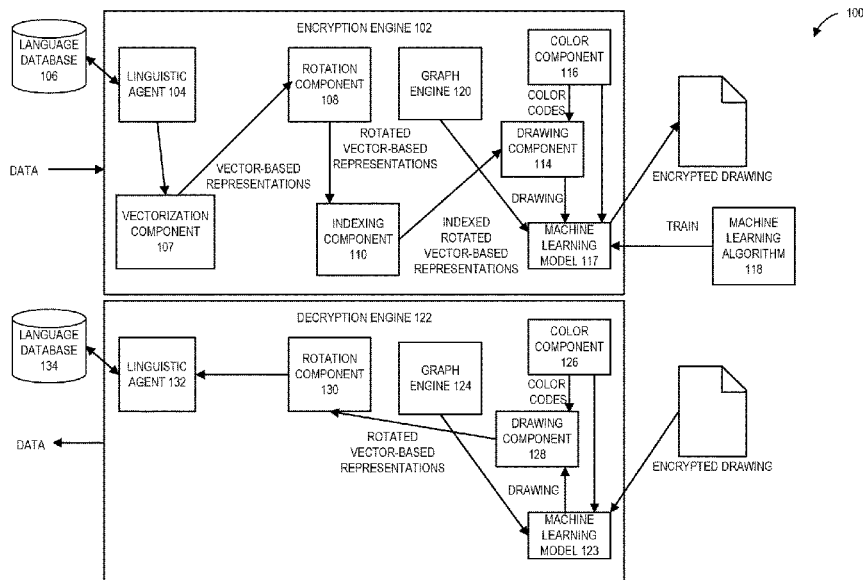 100
ENCRYPTION ENGINE 102
LANGUAGE
DATABASE
106
LINGUISTIC
AGENT 104
ROTATION
COMPONENT
108
GRAPH
ENGINE 120
COLOR
COMPONENT
116
COLOR
CODES
DRAWING
COMPONENT
114
ROTATED
VECTOR-BASED
REPRESENTATIONS
DATA
VECTOR-BASED
REPRESENTATIONS
DRAWING
ENCRYPTED DRAWING
VECTORIZATION
COMPONENT
107
INDEXING
COMPONENT
110
INDEXED
ROTATED
VECTOR-BASED
REPRESENTATIONS
MACHINE
LEARNING
MODEL 117
TRAIN
MACHINE
LEARNING
ALGORITHM
118
DECRYPTION ENGINE 122
LANGUAGE
DATABASE
134
LINGUISTIC
AGENT 132
ROTATION
COMPONENT
130
GRAPH
ENGINE 124
COLOR
COMPONENT
126
COLOR
CODES
DRAWING
COMPONENT
128
DATA
ROTATED
VECTOR-BASED
REPRESENTATIONS
ENCRYPTED DRAWING
DRAWING
MACHINE
LEARNING
MODEL 123